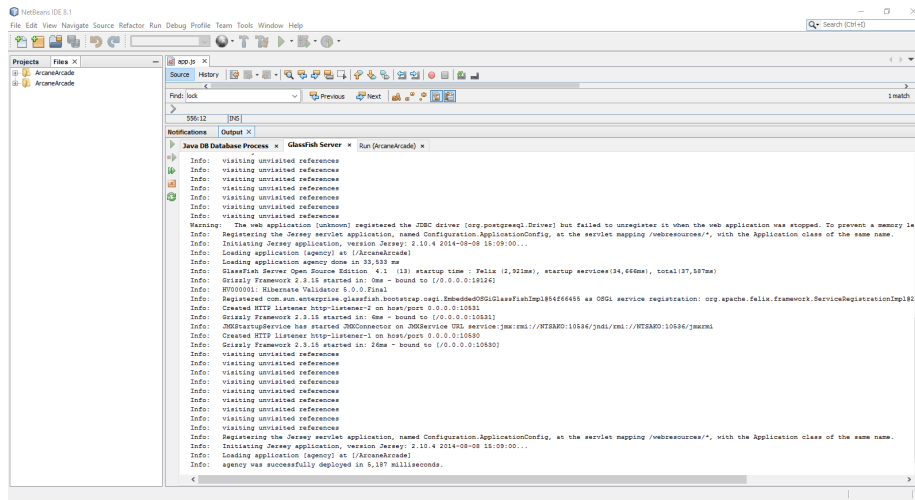 NetBeans IDE 8.1
File Edit View Navigate Source Refactor Run Debug Profile Team Tools Window Help
Search (Ctrl+I)
Projects Files app.js
ArcaneArcade
ArcaneArcade
Source History
Find: lock Previous Next 1 match
556:12 INS
Notifications Output
Java DB Database Process GlassFish Server Run (ArcaneArcade)
Info: visiting unvisited references
Info: visiting unvisited references
Info: visiting unvisited references
Info: visiting unvisited references
Info: visiting unvisited references
Info: visiting unvisited references
Info: visiting unvisited references
Warning: The web application [unknown] registered the JDBC driver [org.postgresql.Driver] but failed to unregister it when the web application was stopped. To prevent a memory le
Info: Registering the Jersey servlet application, named Configuration.ApplicationConfig, at the servlet mapping /webresources/*, with the Application class of the same name.
Info: Initiating Jersey application, version Jersey: 2.10.4 2014-08-08 15:09:00...
Info: Loading application [agency] at [/ArcaneArcade]
Info: Loading application agency done in 33,533 ms
Info: GlassFish Server Open Source Edition 4.1 (13) startup time : Felix (2,921ms), startup services(34,666ms), total(37,587ms)
Info: Grizzly Framework 2.3.15 started in: 0ms - bound to [/0.0.0.0:18126]
Info: HV000001: Hibernate Validator 5.0.0.Final
Info: Registered com.sun.enterprise.glassfish.bootstrap.osgi.EmbeddedOSGiGlassFishImpl@54f66455 as OSGi service registration: org.apache.felix.framework.ServiceRegistrationImpl@2
Info: Created HTTP listener http-listener-2 on host/port 0.0.0.0:10531
Info: Grizzly Framework 2.3.15 started in: 6ms - bound to [/0.0.0.0:10531]
Info: JMXStartupService has started JMXConnector on JMXService URL service:jmx:rmi://NTSAKO:10536/jndi/rmi://NTSAKO:10536/jmxrmi
Info: Created HTTP listener http-listener-1 on host/port 0.0.0.0:10530
Info: Grizzly Framework 2.3.15 started in: 26ms - bound to [/0.0.0.0:10530]
Info: visiting unvisited references
Info: visiting unvisited references
Info: visiting unvisited references
Info: visiting unvisited references
Info: visiting unvisited references
Info: visiting unvisited references
Info: visiting unvisited references
Info: visiting unvisited references
Info: visiting unvisited references
Info: Registering the Jersey servlet application, named Configuration.ApplicationConfig, at the servlet mapping /webresources/*, with the Application class of the same name.
Info: Initiating Jersey application, version Jersey: 2.10.4 2014-08-08 15:09:00...
Info: Loading application [agency] at [/ArcaneArcade]
Info: agency was successfully deployed in 5,187 milliseconds.